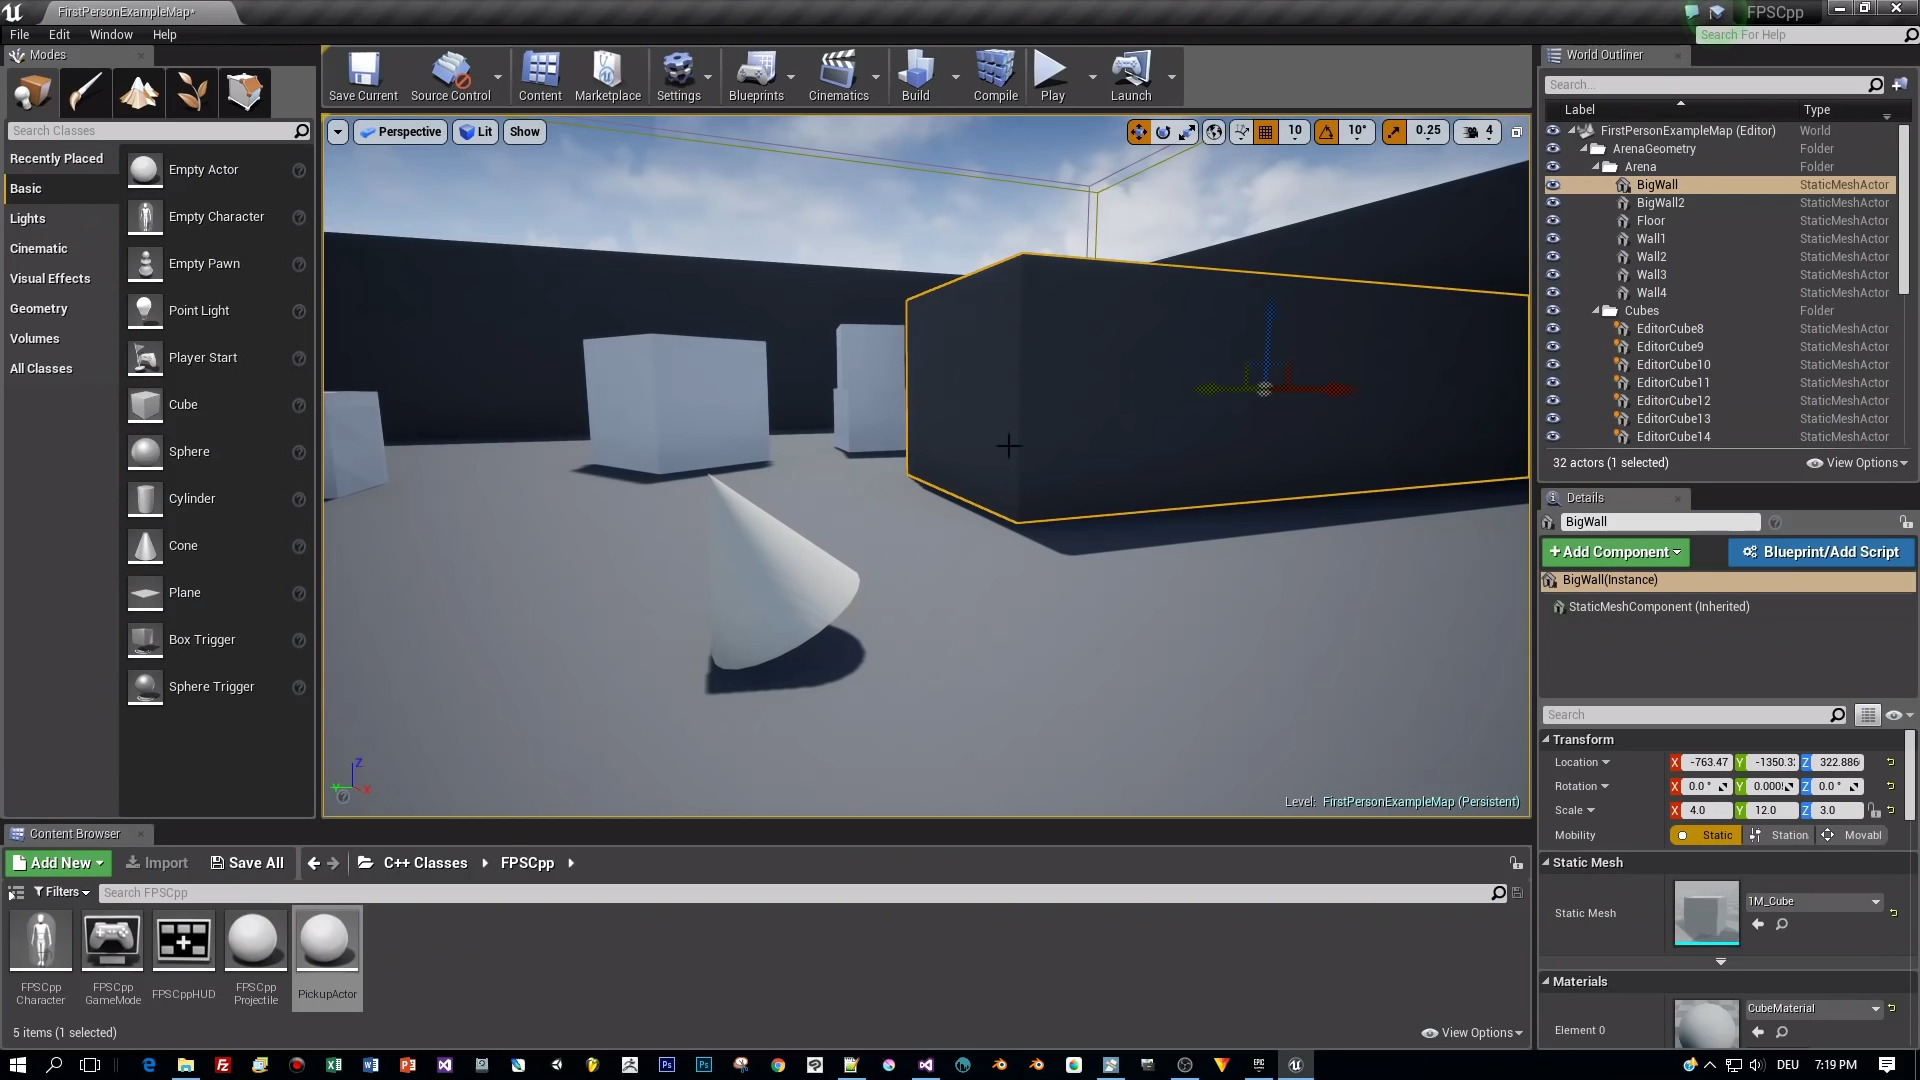 FirstPersonExampleMap*
FPSCpp
File Edit Window Help
Search For Help
Modes
Search Classes
Recently Placed
Basic
Lights
Cinematic
Visual Effects
Geometry
Volumes
All Classes
Empty Actor
Empty Character
Empty Pawn
Point Light
Player Start
Cube
Sphere
Cylinder
Cone
Plane
Box Trigger
Sphere Trigger
Save Current Source Control Content Marketplace Settings Blueprints Cinematics Build Compile Play Launch
Perspective Lit Show 10 10° 0.25 4
Z
Y X
Level: FirstPersonExampleMap (Persistent)
World Outliner
Search...
Label Type
FirstPersonExampleMap (Editor) World
ArenaGeometry Folder
Arena Folder
BigWall StaticMeshActor
BigWall2 StaticMeshActor
Floor StaticMeshActor
Wall1 StaticMeshActor
Wall2 StaticMeshActor
Wall3 StaticMeshActor
Wall4 StaticMeshActor
Cubes Folder
EditorCube8 StaticMeshActor
EditorCube9 StaticMeshActor
EditorCube10 StaticMeshActor
EditorCube11 StaticMeshActor
EditorCube12 StaticMeshActor
EditorCube13 StaticMeshActor
EditorCube14 StaticMeshActor
32 actors (1 selected) View Options
Details
BigWall
+Add Component Blueprint/Add Script
BigWall(Instance)
StaticMeshComponent (Inherited)
Search
Transform
Location X -763.47 Y -1350.3 Z 322.886
Rotation X 0.0 ° Y 0.000 Z 0.0 °
Scale X 4.0 Y 12.0 Z 3.0
Mobility Static Station Movabl
Static Mesh
Static Mesh 1M_Cube
Materials
Element 0 CubeMaterial
Content Browser
Add New Import Save All C++ Classes FPSCpp
Filters Search FPSCpp
FPSCpp Character
FPSCpp GameMode
FPSCppHUD
FPSCpp Projectile
PickupActor
5 items (1 selected) View Options
DEU 7:19 PM